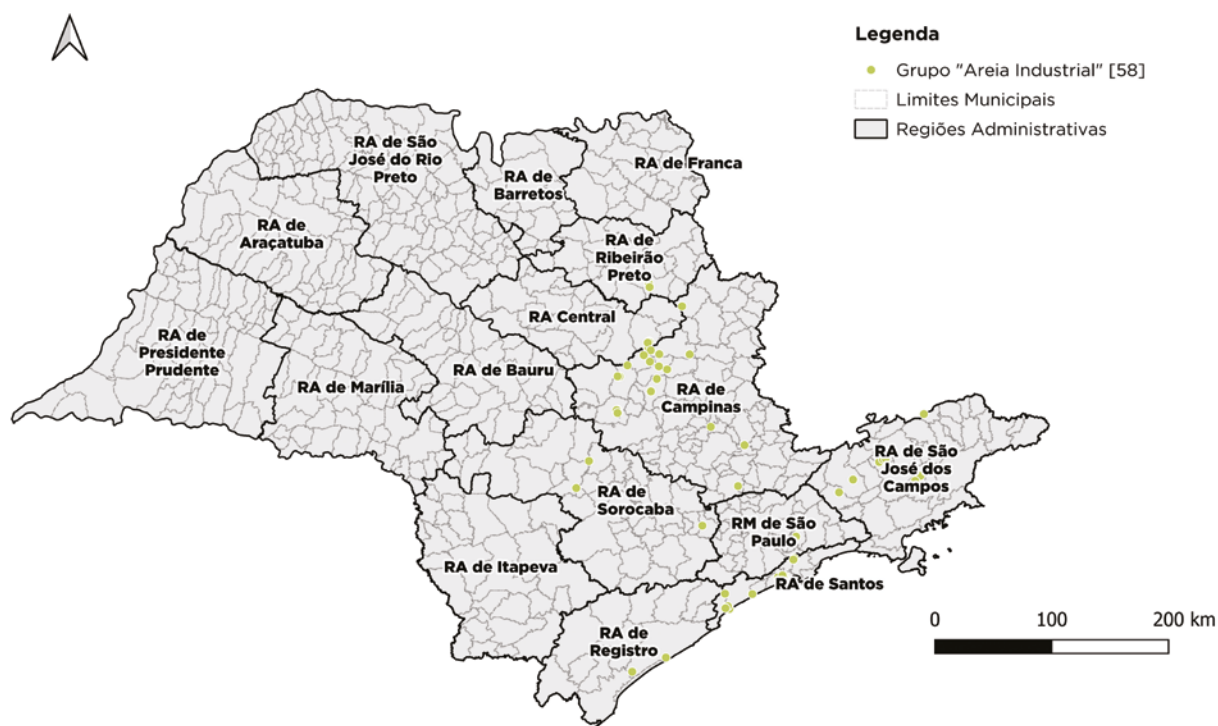 Legenda
Grupo "Areia Industrial" [58]
Limites Municipais
Regiões Administrativas
RA de São
José do Rio
Preto
RA de
Barretos
RA de Franca
RA de
Araçatuba
RA de
Ribeirão
Preto
RA Central
RA de
Presidente
Prudente
RA de Marília
RA de Bauru
RA de
Campinas
RA de São
José dos
Campos
RA de
Sorocaba
RM de São
Paulo
RA de Itapeva
RA de Santos
RA de
Registro
0 100 200 km